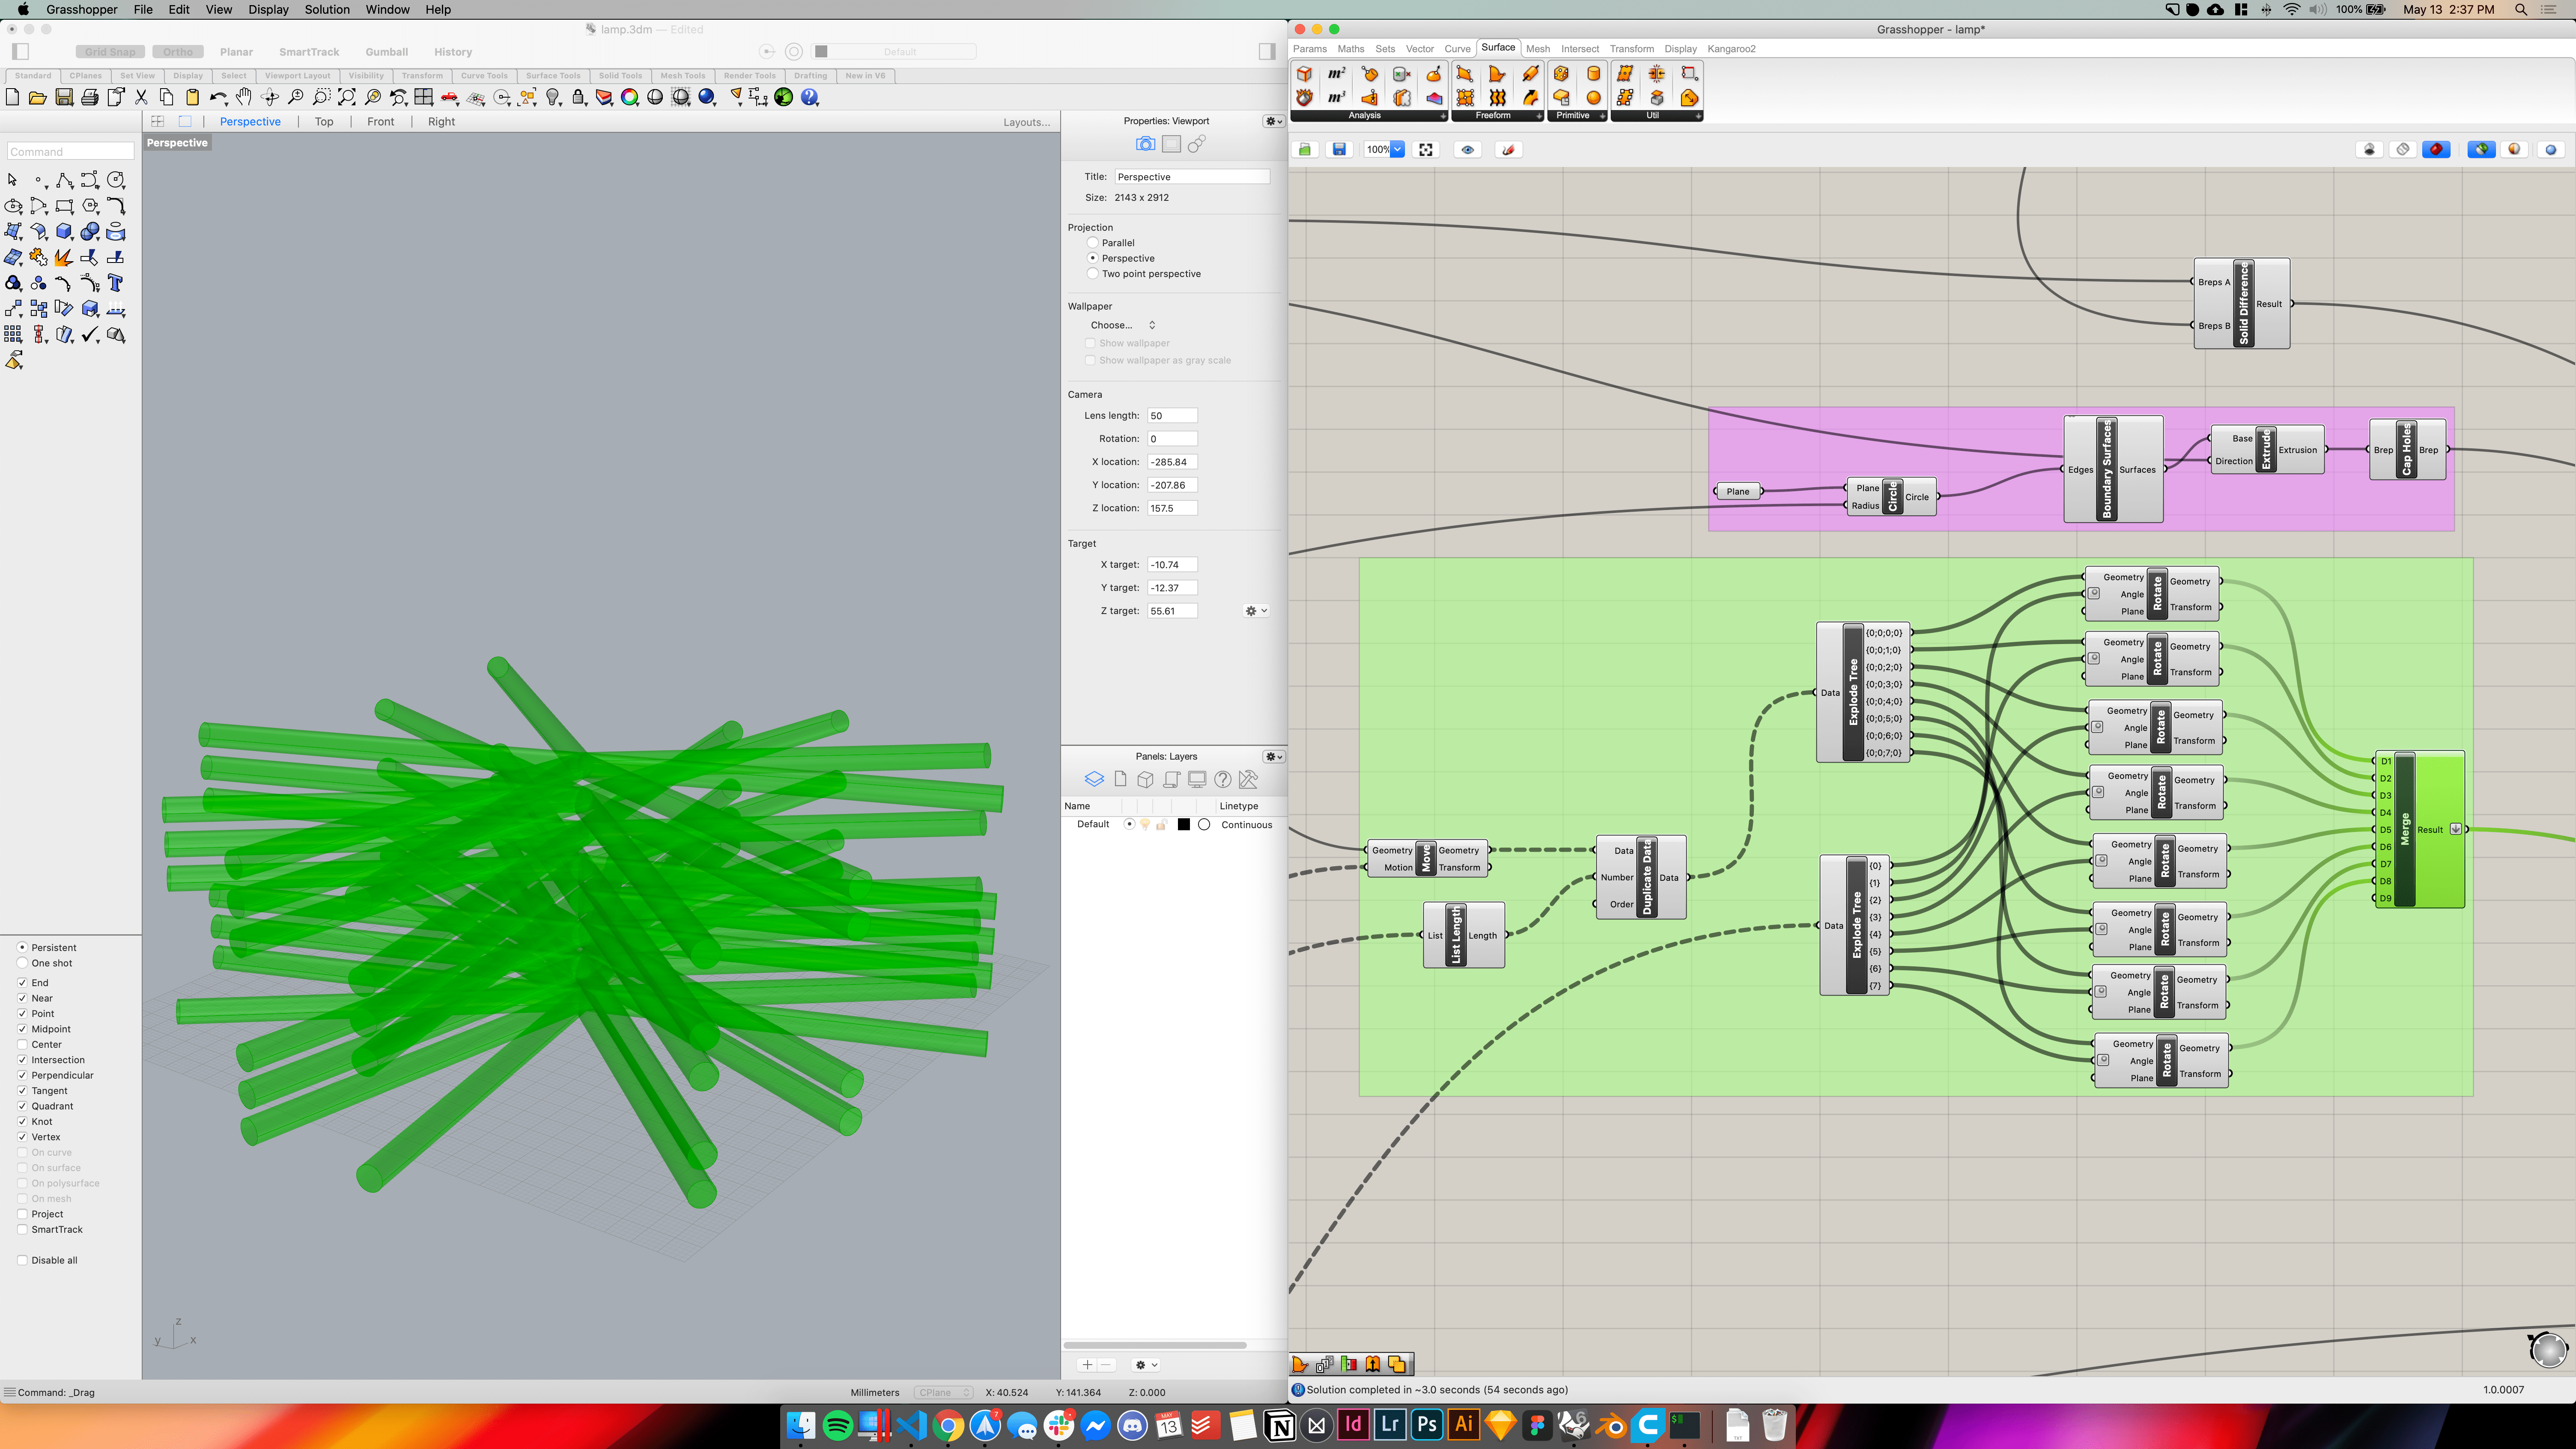 Grasshopper File Edit View Display Solution Window Help
100% May 13 2:37 PM
lamp.3dm — Edited
Grid Snap Ortho Planar SmartTrack Gumball History
Default
Standard CPlanes Set View Display Select Viewport Layout Visibility Transform Curve Tools Surface Tools Solid Tools Mesh Tools Render Tools Drafting New in V6
Perspective Top Front Right Layouts...
Command
Perspective
Properties: Viewport
Title: Perspective
Size: 2143 x 2912
Projection
Parallel
Perspective
Two point perspective
Wallpaper
Choose...
Show wallpaper
Show wallpaper as gray scale
Camera
Lens length: 50
Rotation: 0
X location: -285.84
Y location: -207.86
Z location: 157.5
Target
X target: -10.74
Y target: -12.37
Z target: 55.61
Panels: Layers
Name Linetype
Default Continuous
Persistent
One shot
End
Near
Point
Midpoint
Center
Intersection
Perpendicular
Tangent
Quadrant
Knot
Vertex
On curve
On surface
On polysurface
On mesh
Project
SmartTrack
Disable all
z
y x
Command: _Drag
Millimeters CPlane X: 40.524 Y: 141.364 Z: 0.000
Grasshopper - lamp*
Params Maths Sets Vector Curve Surface Mesh Intersect Transform Display Kangaroo2
m²
m³
Analysis Freeform Primitive Util
100%
Breps A
Breps B
Solid Difference
Result
Plane
Plane
Radius
Circle
Circle
Edges
Boundary Surfaces
Surfaces
Base
Direction
Extrude
Extrusion
Brep
Cap Holes
Brep
Geometry
Motion
Move
Geometry
Transform
List
List Length
Length
Data
Number
Order
Duplicate Data
Data
Data
Explode Tree
{0;0;0;0}
{0;0;1;0}
{0;0;2;0}
{0;0;3;0}
{0;0;4;0}
{0;0;5;0}
{0;0;6;0}
{0;0;7;0}
Data
Explode Tree
{0}
{1}
{2}
{3}
{4}
{5}
{6}
{7}
Geometry
Angle
Plane
Rotate
Geometry
Transform
Geometry
Angle
Plane
Rotate
Geometry
Transform
Geometry
Angle
Plane
Rotate
Geometry
Transform
Geometry
Angle
Plane
Rotate
Geometry
Transform
Geometry
Angle
Plane
Rotate
Geometry
Transform
Geometry
Angle
Plane
Rotate
Geometry
Transform
Geometry
Angle
Plane
Rotate
Geometry
Transform
Geometry
Angle
Plane
Rotate
Geometry
Transform
D1
D2
D3
D4
D5
D6
D7
D8
D9
Merge
Result
Solution completed in ~3.0 seconds (54 seconds ago)
1.0.0007
7
MAY
13
Id Lr Ps Ai
6
$
TXT